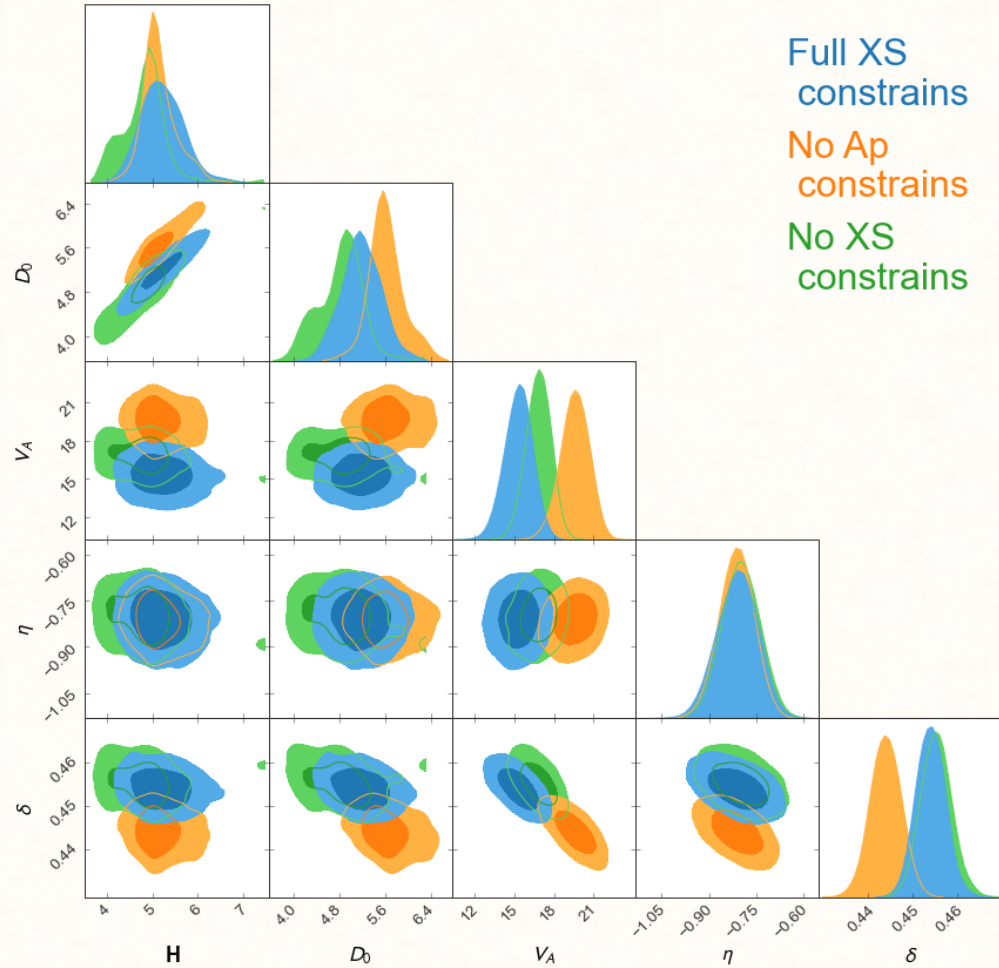 Full XS
constrains
No Ap
constrains
No XS
constrains
6.4
5.6
4.8
4.0
D₀
21
18
15
12
V_A
−0.60
−0.75
−0.90
−1.05
η
0.46
0.45
0.44
δ
4 5 6 7
4.0 4.8 5.6 6.4
12 15 18 21
−1.05 −0.90 −0.75 −0.60
0.44 0.45 0.46
H D₀ V_A η δ